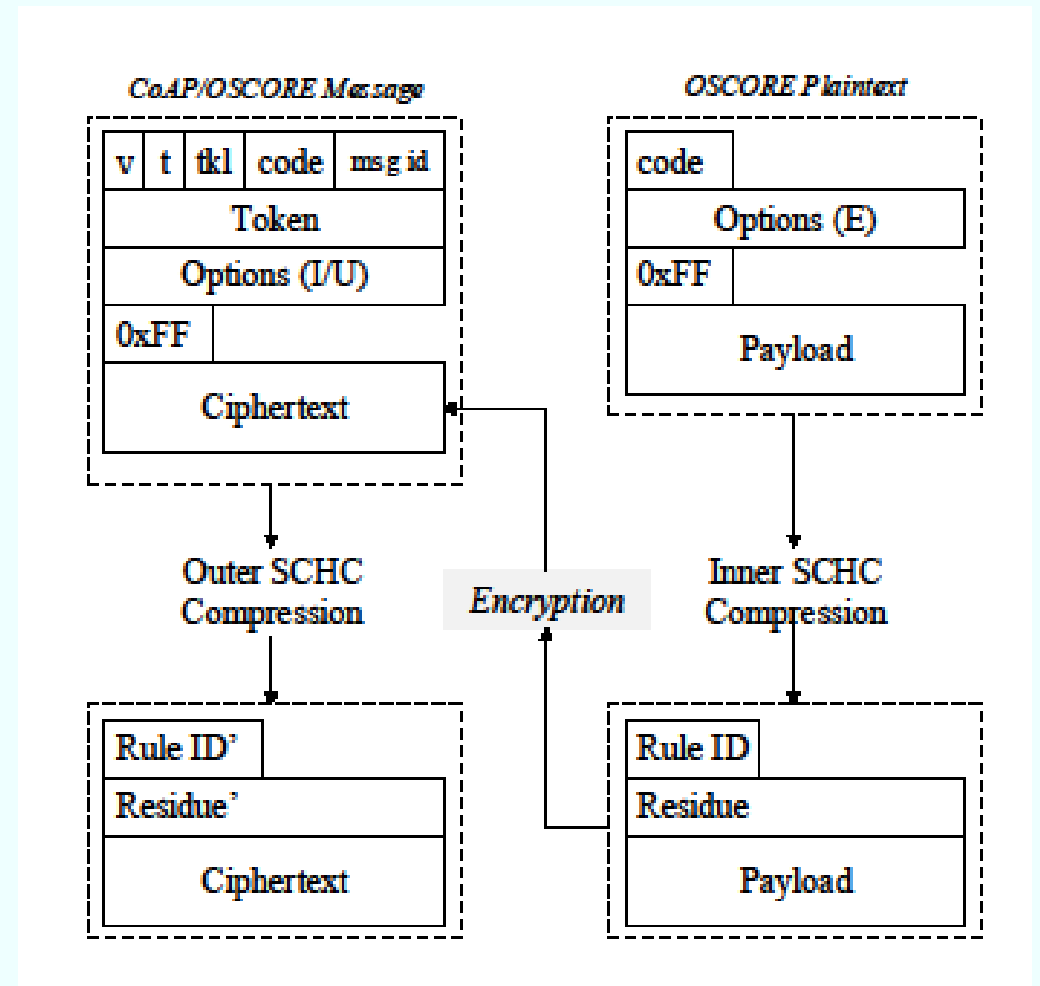 CoAP/OSCORE Message
v t tkl code msg id
Token
Options (I/U)
0xFF
Ciphertext
OSCORE Plaintext
code
Options (E)
0xFF
Payload
Outer SCHC
Compression
Encryption
Inner SCHC
Compression
Rule ID’
Residue’
Ciphertext
Rule ID
Residue
Payload